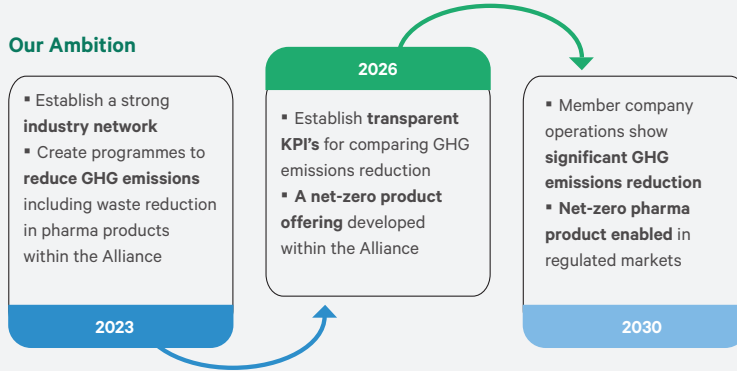 Our Ambition
▪ Establish a strong
industry network
▪ Create programmes to
reduce GHG emissions
including waste reduction
in pharma products
within the Alliance
2023
2026
▪ Establish transparent
KPI's for comparing GHG
emissions reduction
▪ A net-zero product
offering developed
within the Alliance
▪ Member company
operations show
significant GHG
emissions reduction
▪ Net-zero pharma
product enabled in
regulated markets
2030